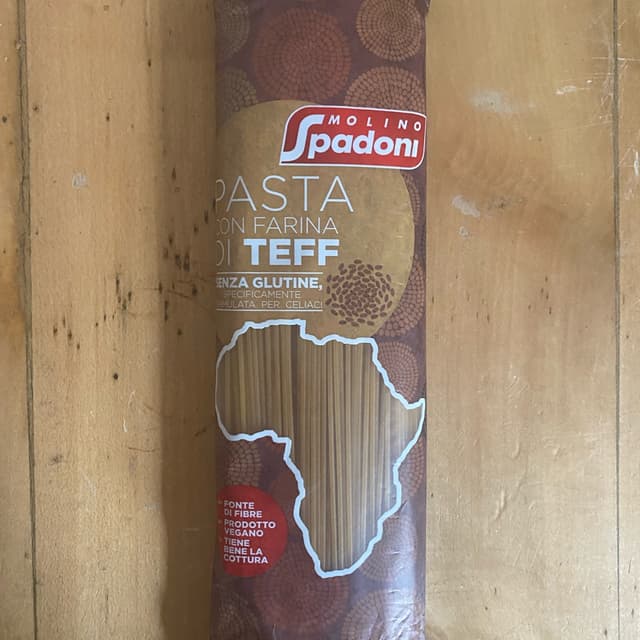 MOLINO
Spadoni
PASTA
CON FARINA
DI TEFF
SENZA GLUTINE,
SPECIFICAMENTE
FORMULATA PER CELIACI
FONTE
DI FIBRE
PRODOTTO
VEGANO
TIENE
BENE LA
COTTURA